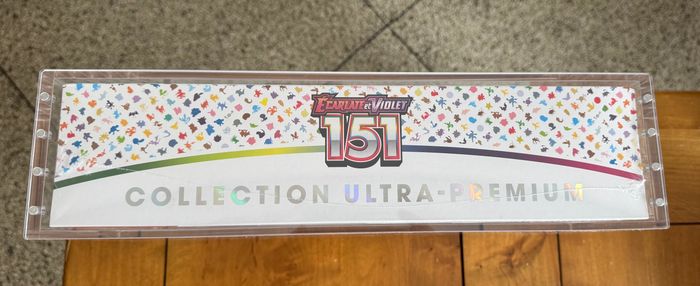 ÉCARLATE ET VIOLET
151
COLLECTION ULTRA-PREMIUM